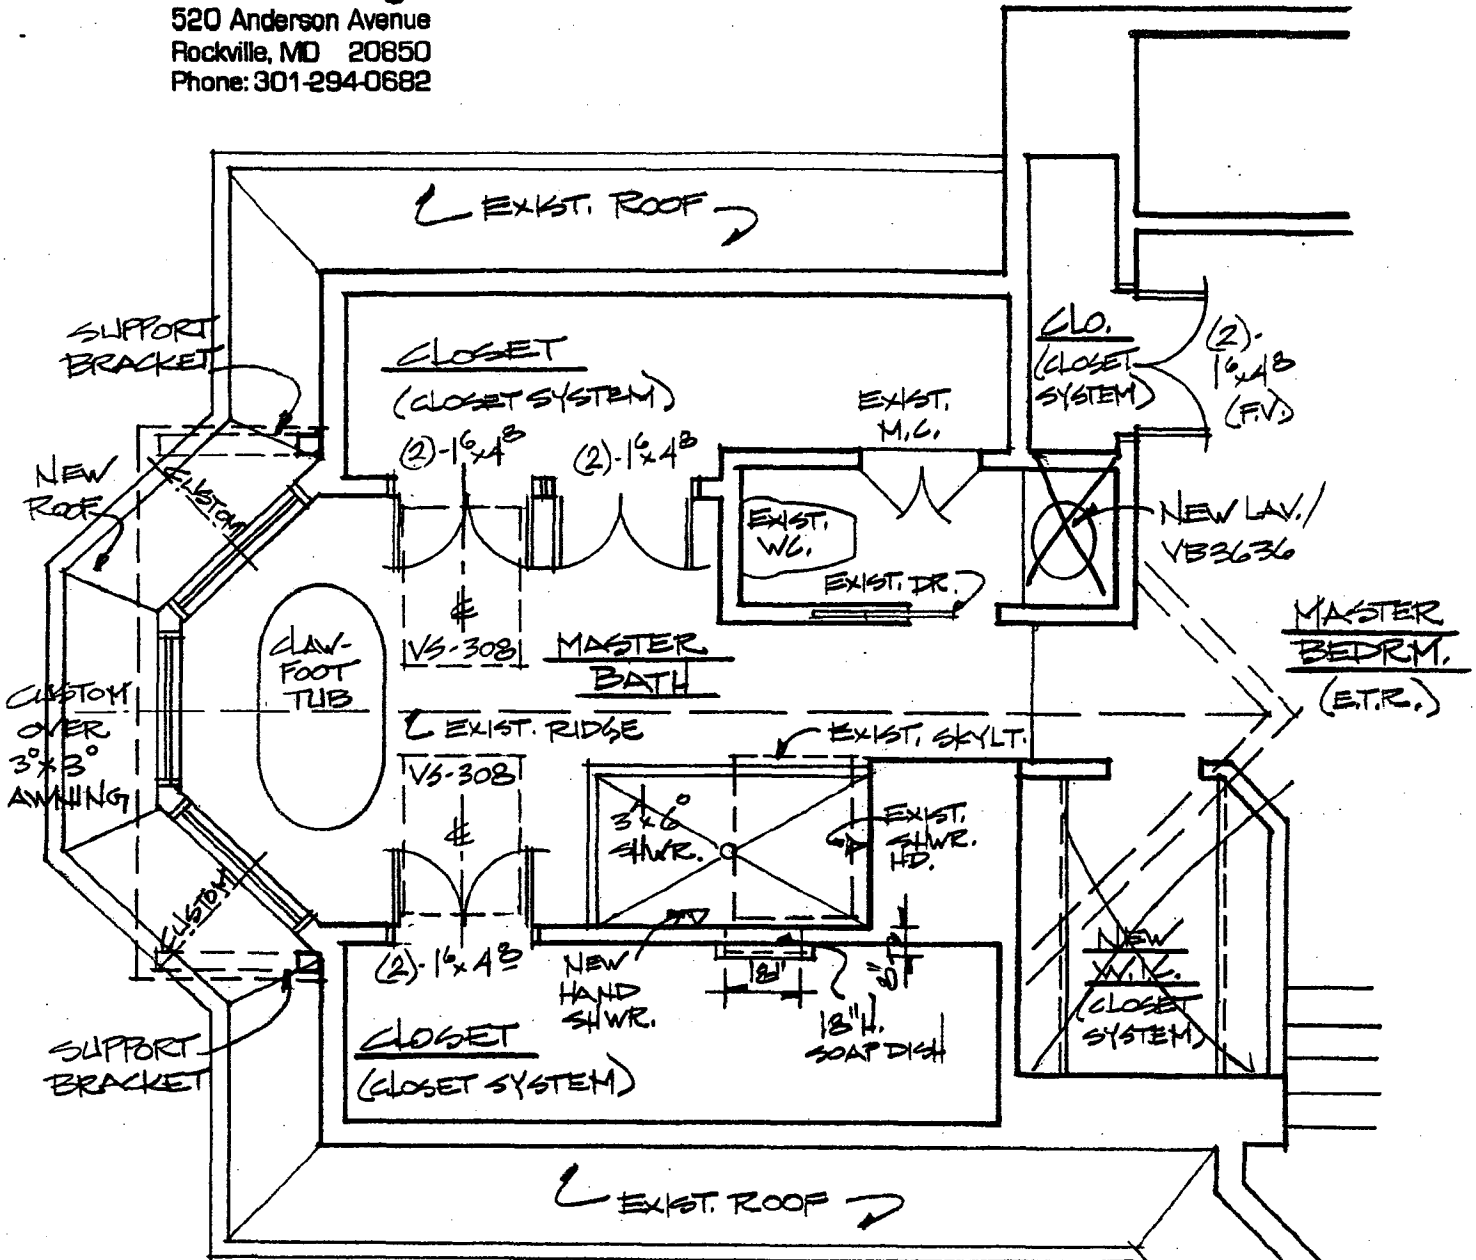 520 Anderson Avenue
Rockville, MD 20850
Phone: 301-294-0682
EXIST. ROOF
SUPPORT
BRACKET
CLOSET
(CLOSET SYSTEM)
(2)-1⁶x4⁸
(2)-1⁶x4⁸
EXIST.
M.C.
CLO.
(CLOSET
SYSTEM)
(2)-
1⁶x4⁸
(F.V.)
NEW
ROOF
CUSTOM
EXIST.
W.C.
EXIST. DR.
NEW LAV./
VB3636
CLAW-
FOOT
TUB
VS-308
MASTER
BATH
MASTER
BEDRM.
(E.T.R.)
CUSTOM
OVER
3⁰x3⁰
AWNING
EXIST. RIDGE
EXIST. SKYLT.
VS-308
SHWR.
EXIST.
SHWR.
HD.
CUSTOM
(2)-1⁶x4⁸
NEW
HAND
SHWR.
18"
18"H.
SOAP DISH
NEW
W.I.C.
(CLOSET
SYSTEM)
SUPPORT
BRACKET
CLOSET
(CLOSET SYSTEM)
EXIST. ROOF